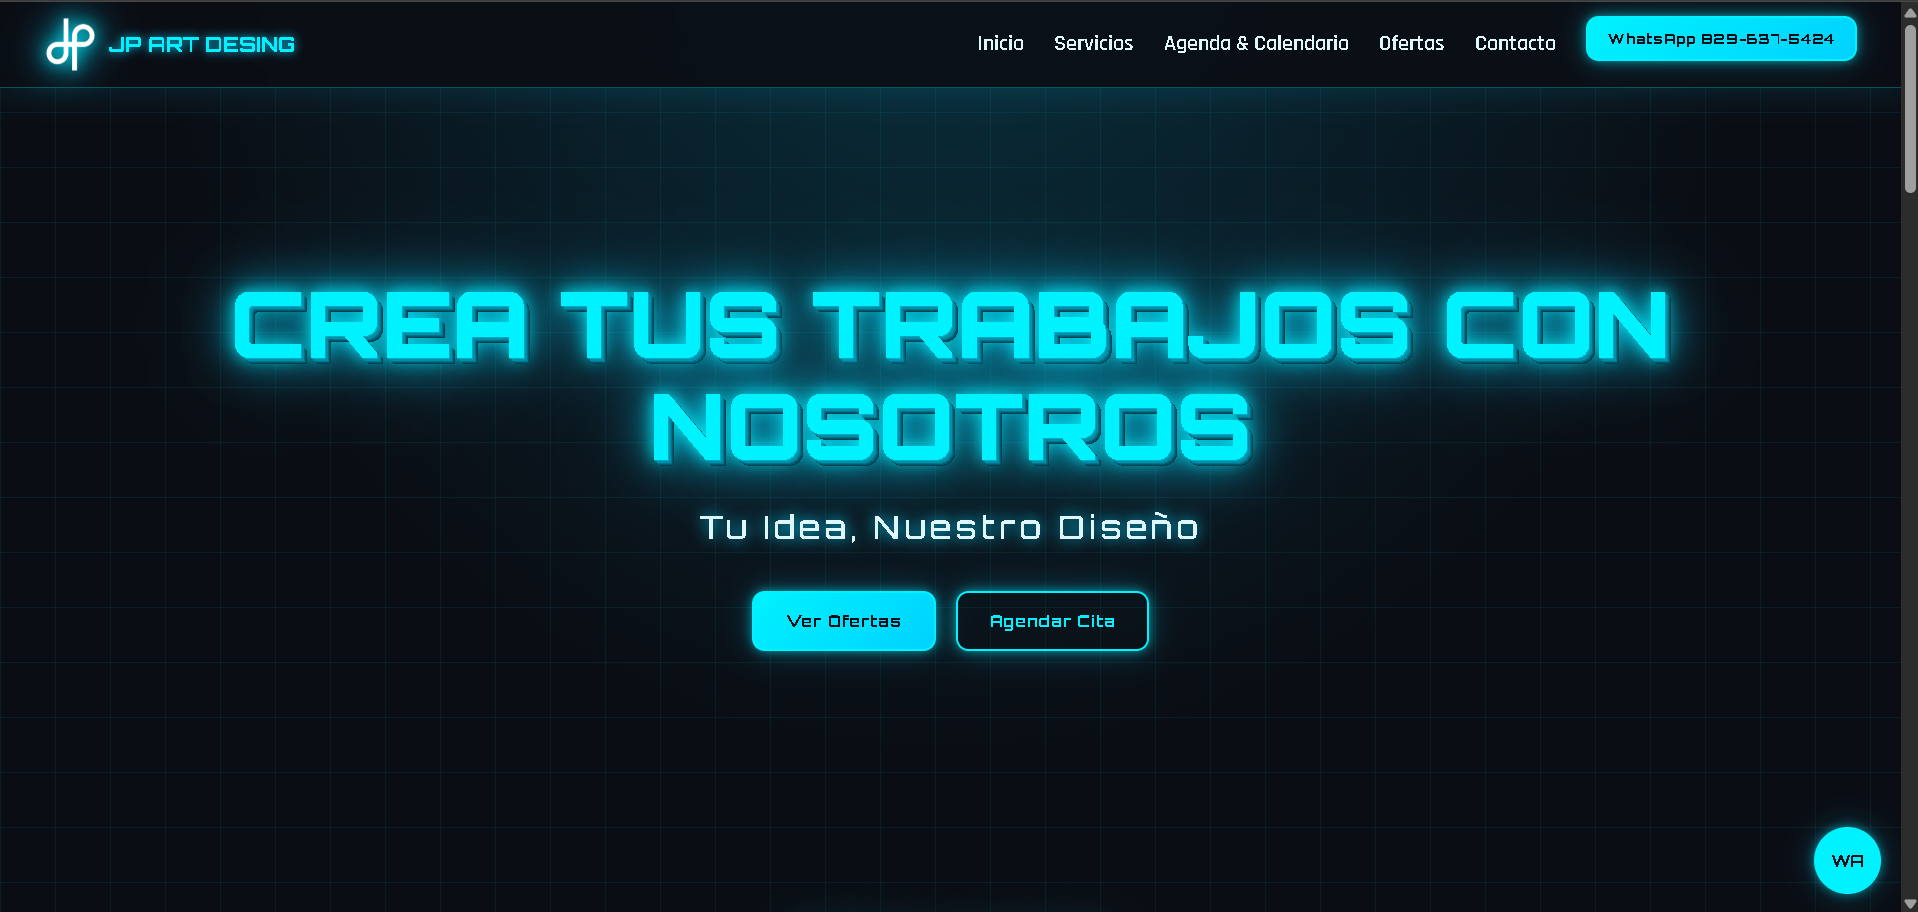 JP ART DESING
Inicio
Servicios
Agenda & Calendario
Ofertas
Contacto
WhatsApp 829-637-5424
CREA TUS TRABAJOS CON
NOSOTROS
Tu Idea, Nuestro Diseño
Ver Ofertas
Agendar Cita
WA